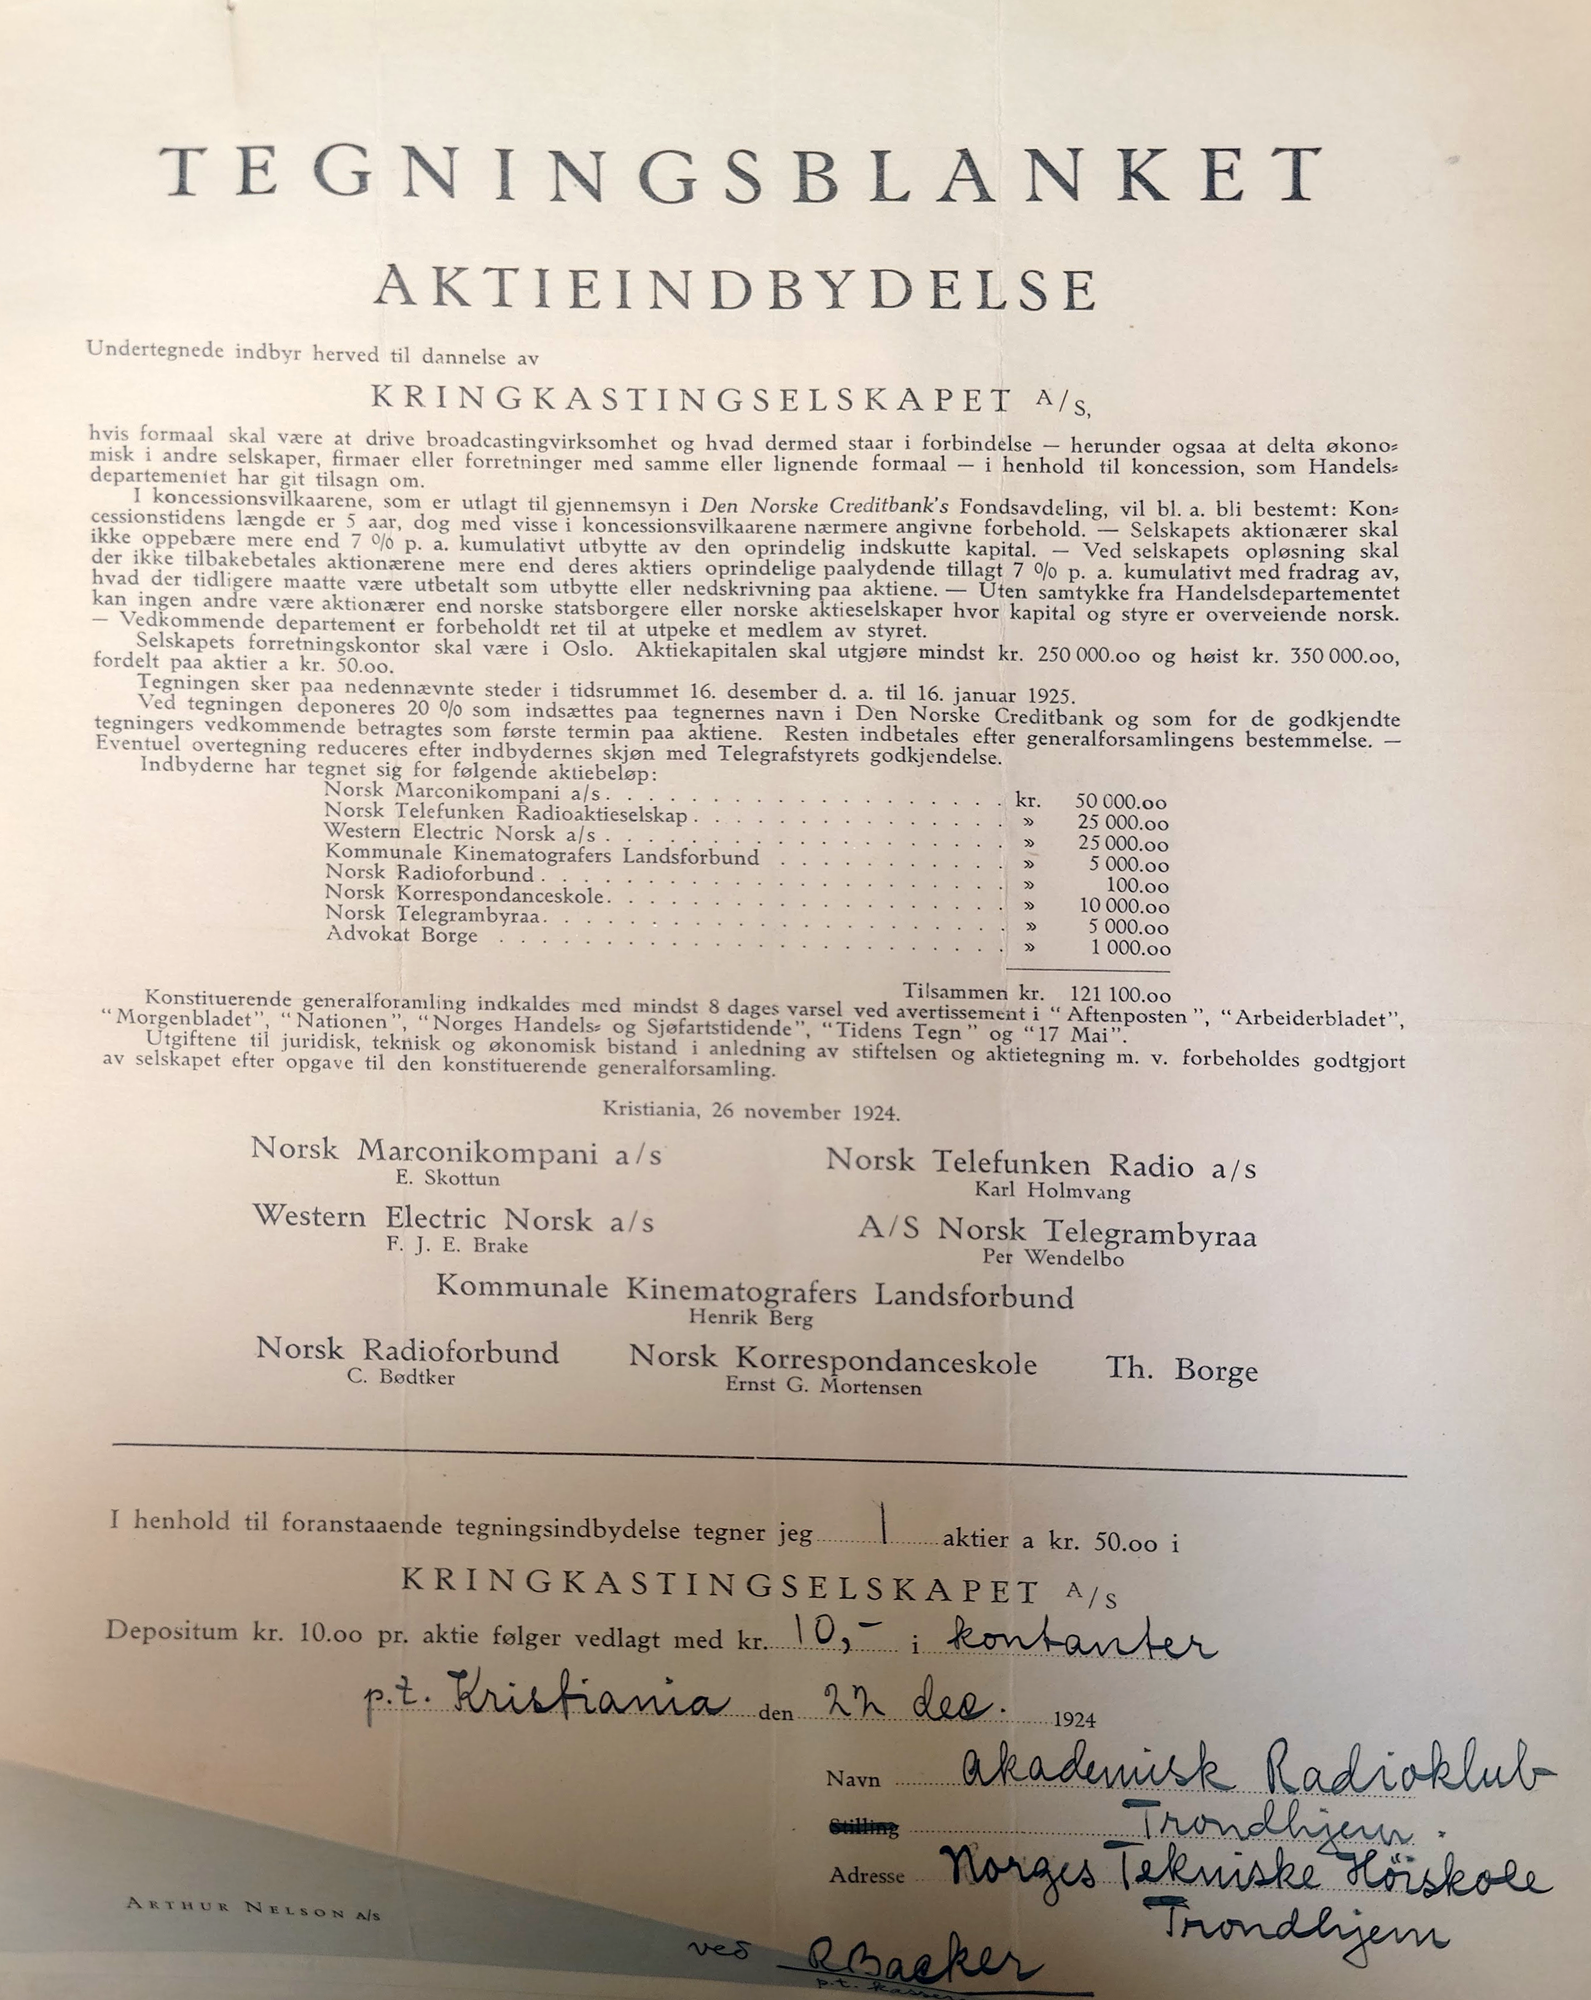 TEGNINGSBLANKET
AKTIEINDBYDELSE
Undertegnede indbyr herved til dannelse av
KRINGKASTINGSELSKAPET A/S,
hvis formaal skal være at drive broadcastingvirksomhet og hvad dermed staar i forbindelse — herunder ogsaa at delta økono-
misk i andre selskaper, firmaer eller forretninger med samme eller lignende formaal — i henhold til koncession, som Handels-
departementet har git tilsagn om.
I koncessionsvilkaarene, som er utlagt til gjennemsyn i Den Norske Creditbank's Fondsavdeling, vil bl. a. bli bestemt: Kon-
cessionstidens længde er 5 aar, dog med visse i koncessionsvilkaarene nærmere angivne forbehold. — Selskapets aktionærer skal
ikke oppebære mere end 7 % p. a. kumulativt utbytte av den oprindelig indskutte kapital. — Ved selskapets opløsning skal
der ikke tilbakebetales aktionærene mere end deres aktiers oprindelige paalydende tillagt 7 % p. a. kumulativt med fradrag av,
hvad der tidligere maatte være utbetalt som utbytte eller nedskrivning paa aktiene. — Uten samtykke fra Handelsdepartementet
kan ingen andre være aktionærer end norske statsborgere eller norske aktieselskaper hvor kapital og styre er overveiende norsk.
— Vedkommende departement er forbeholdt ret til at utpeke et medlem av styret.
Selskapets forretningskontor skal være i Oslo. Aktiekapitalen skal utgjøre mindst kr. 250 000.00 og høist kr. 350 000.00,
fordelt paa aktier a kr. 50.00.
Tegningen sker paa nedennævnte steder i tidsrummet 16. desember d. a. til 16. januar 1925.
Ved tegningen deponeres 20 % som indsættes paa tegnernes navn i Den Norske Creditbank og som for de godkjendte
tegningers vedkommende betragtes som første termin paa aktiene. Resten indbetales efter generalforsamlingens bestemmelse. —
Eventuel overtegning reduceres efter indbydernes skjøn med Telegrafstyrets godkjendelse.
Indbyderne har tegnet sig for følgende aktiebeløp:
Norsk Marconikompani a/s. . . . . . . . . . . . . . . . . kr. 50 000.00
Norsk Telefunken Radioaktieselskap . . . . . . . . . . . . . » 25 000.00
Western Electric Norsk a/s . . . . . . . . . . . . . . . . . » 25 000.00
Kommunale Kinematografers Landsforbund . . . . . . . . . . » 5 000.00
Norsk Radioforbund . . . . . . . . . . . . . . . . . . . » 100.00
Norsk Korrespondanceskole. . . . . . . . . . . . . . . . » 10 000.00
Norsk Telegrambyraa. . . . . . . . . . . . . . . . . . . » 5 000.00
Advokat Borge . . . . . . . . . . . . . . . . . . . . . » 1 000.00
Tilsammen kr. 121 100.00
Konstituerende generalforamling indkaldes med mindst 8 dages varsel ved avertissement i “Aftenposten”, “Arbeiderbladet”,
“Morgenbladet”, “Nationen”, “Norges Handels- og Sjøfartstidende”, “Tidens Tegn” og “17 Mai”.
Utgiftene til juridisk, teknisk og økonomisk bistand i anledning av stiftelsen og aktietegning m. v. forbeholdes godtgjort
av selskapet efter opgave til den konstituerende generalforsamling.
Kristiania, 26 november 1924.
Norsk Marconikompani a/s Norsk Telefunken Radio a/s
E. Skottun Karl Holmvang
Western Electric Norsk a/s A/S Norsk Telegrambyraa
F. J. E. Brake Per Wendelbo
Kommunale Kinematografers Landsforbund
Henrik Berg
Norsk Radioforbund Norsk Korrespondanceskole Th. Borge
C. Bødtker Ernst G. Mortensen
I henhold til foranstaaende tegningsindbydelse tegner jeg 1 aktier a kr. 50.00 i
KRINGKASTINGSELSKAPET A/S
Depositum kr. 10.00 pr. aktie følger vedlagt med kr. 10,- i kontanter
p.t. Kristiania den 22 dec. 1924
Navn Akademisk Radioklub
Stilling Trondhjem.
Adresse Norges Tekniske Höiskole
Trondhjem
ARTHUR NELSON A/S
ved RBacker
p.t. kasser